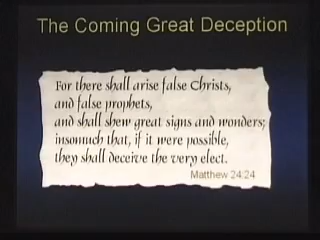 The Coming Great Deception
For there shall arise false Christs,
and false prophets,
and shall shew great signs and wonders;
insomuch that, if it were possible,
they shall deceive the very elect.
Matthew 24:24